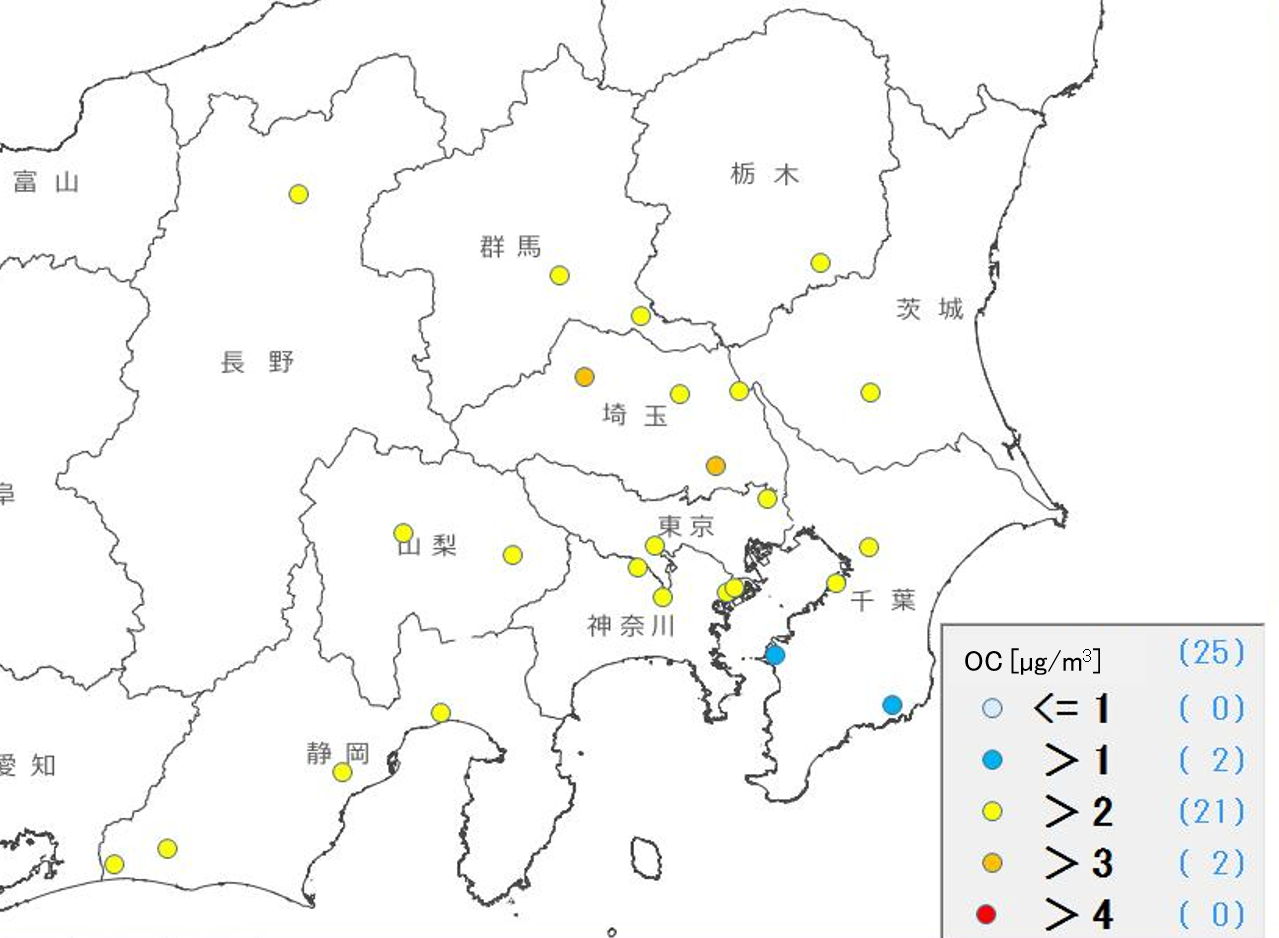 富 山
栃 木
群 馬
茨 城
長 野
埼 玉
阜
東 京
山 梨
千 葉
神 奈 川
静 岡
愛 知
OC [μg/m³] (25)
<= 1 ( 0)
> 1 ( 2)
> 2 (21)
> 3 ( 2)
> 4 ( 0)